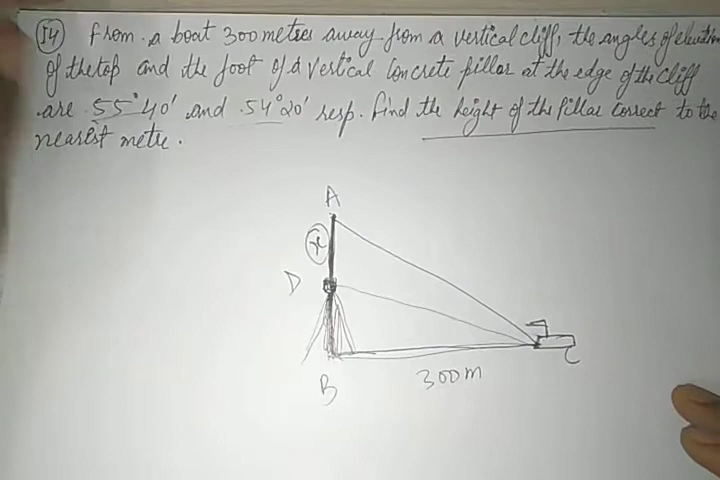 54 from a boat 300 metres away from a vertical cliff, the angles of elevation
of the top and the foot of a vertical concrete pillar at the edge of the cliff
are 55°40' and 54°20' resp. find the height of the pillar correct to the
nearest metre.
A
x
D
B
300m
C